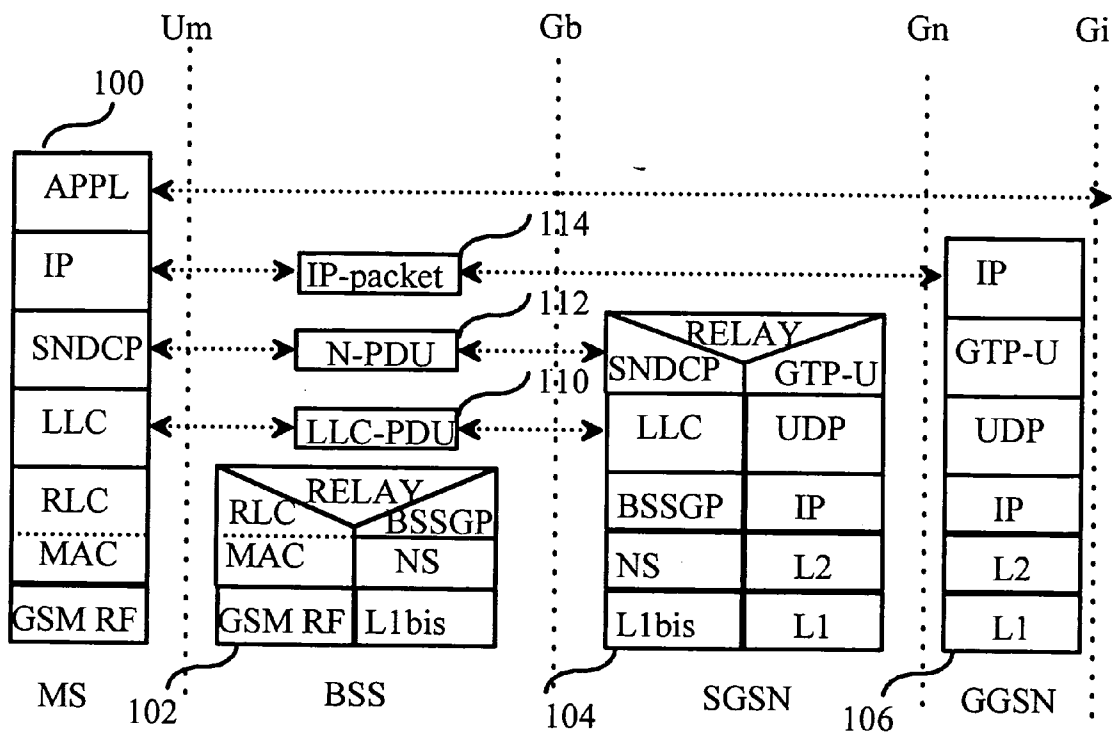 Um Gb Gn Gi
100
APPL
114
IP IP-packet IP
112
RELAY
SNDCP N-PDU SNDCP GTP-U GTP-U
110
LLC LLC-PDU LLC UDP UDP
RELAY
RLC RLC BSSGP BSSGP IP IP
MAC MAC NS NS L2 L2
GSM RF GSM RF L1bis L1bis L1 L1
MS 102 BSS 104 SGSN 106 GGSN